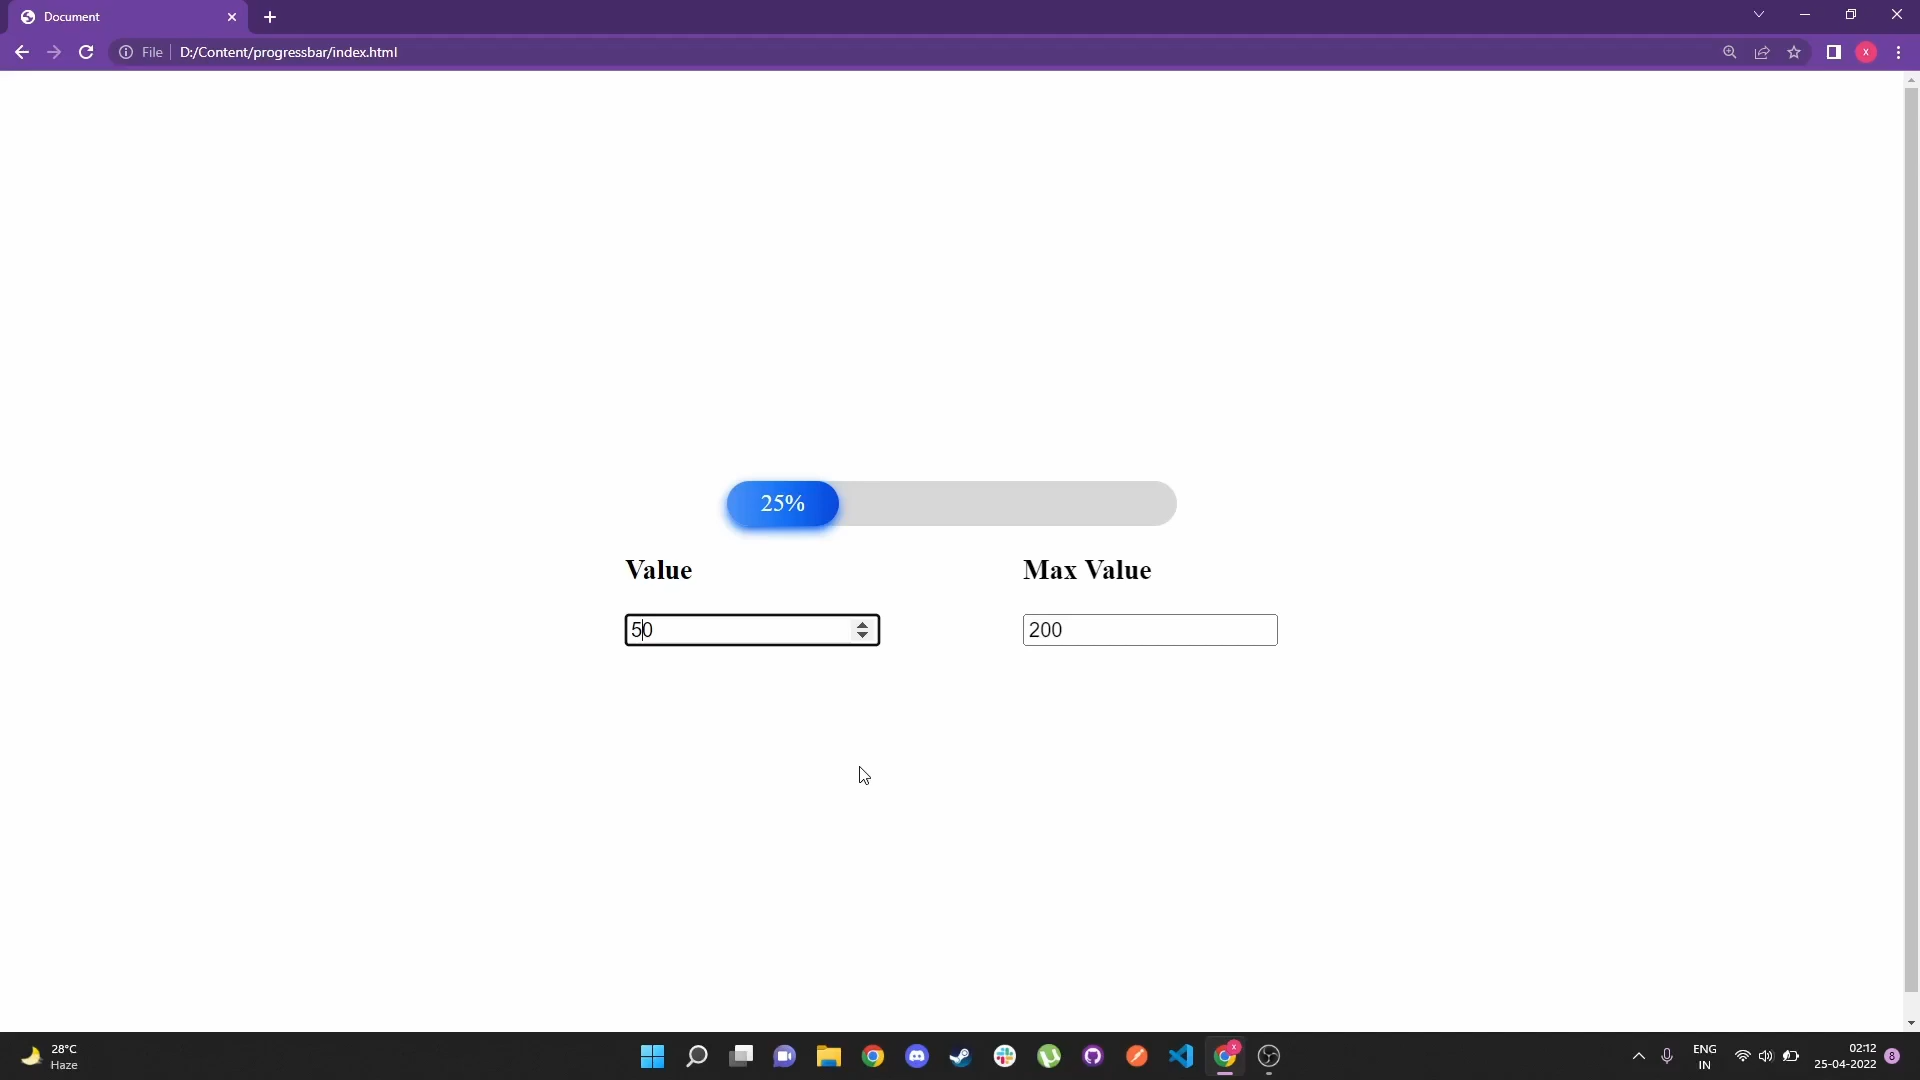 Document
File
D:/Content/progressbar/index.html
x
25%
Value
Max Value
50
200
28°C
Haze
x
ENG
IN
02:12
25-04-2022
8